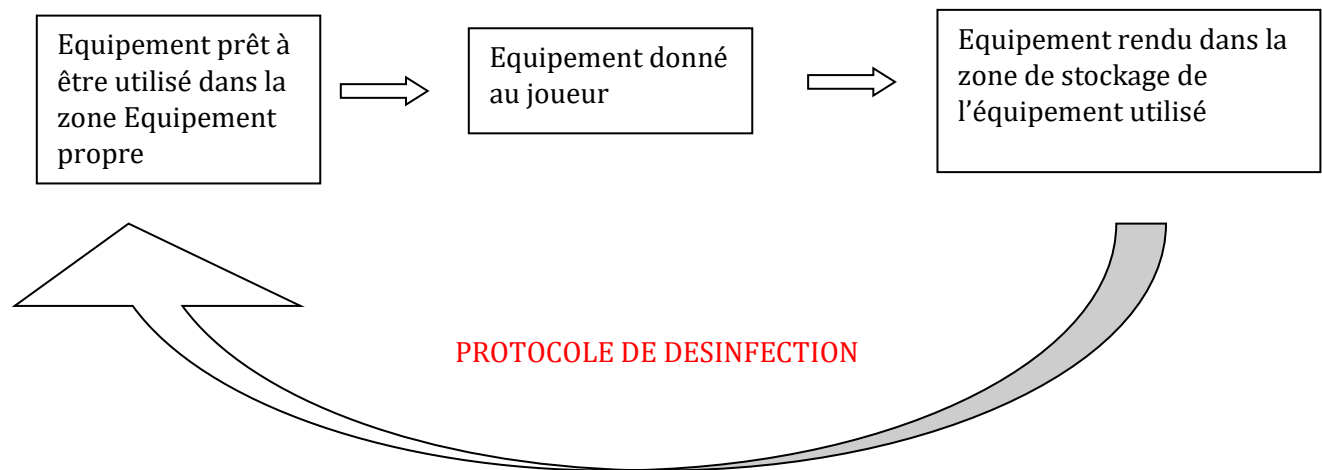 Equipement prêt à
être utilisé dans la
zone Equipement
propre
Equipement donné
au joueur
Equipement rendu dans la
zone de stockage de
l’équipement utilisé
PROTOCOLE DE DESINFECTION